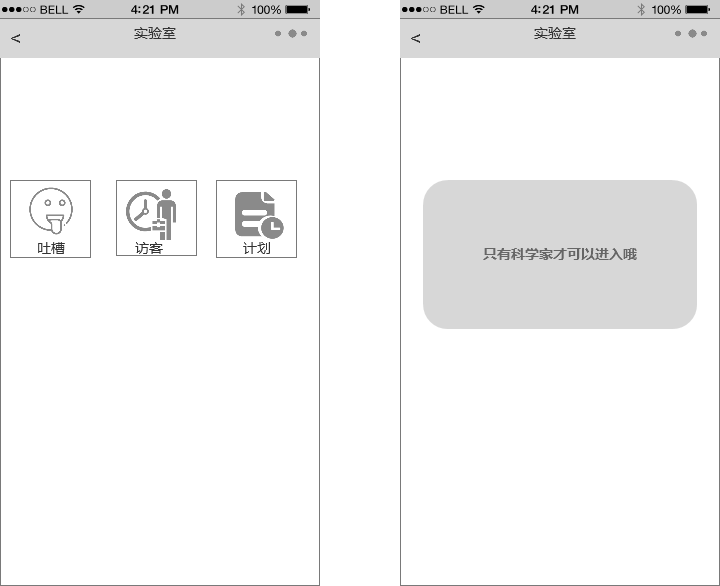 BELL 4:21 PM 100%
< 实验室
吐槽 访客 计划
BELL 4:21 PM 100%
< 实验室
只有科学家才可以进入哦